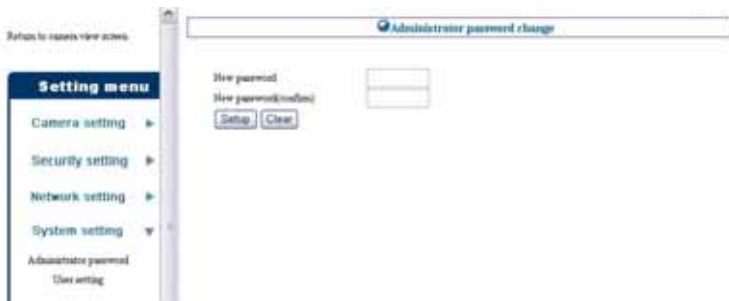 Return to camera view screen
Setting menu
Camera setting
Security setting
Network setting
System setting
Administrator password
User setting
Administrator password change
New password
New password(confirm)
Setup Clear